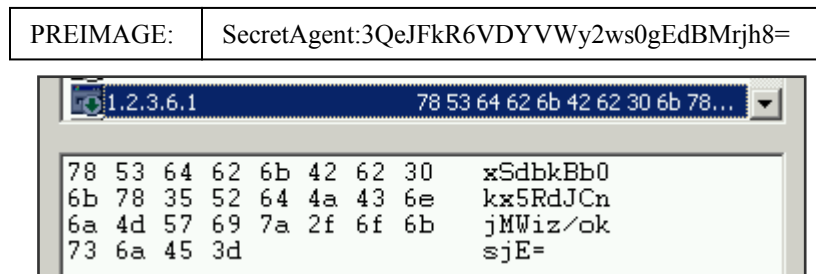 PREIMAGE: SecretAgent:3QeJFkR6VDYVWy2ws0gEdBMrjh8=
1.2.3.6.1 78 53 64 62 6b 42 62 30 6b 78...
78 53 64 62 6b 42 62 30 xSdbkBb0
6b 78 35 52 64 4a 43 6e kx5RdJCn
6a 4d 57 69 7a 2f 6f 6b jMWiz/ok
73 6a 45 3d sjE=